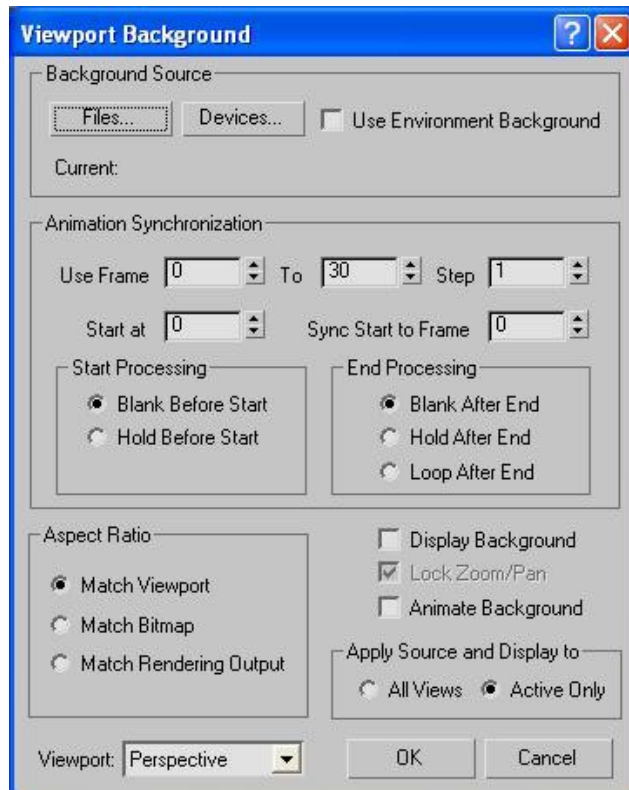 Viewport Background
Background Source
Files... Devices... Use Environment Background
Current:
Animation Synchronization
Use Frame 0 To 30 Step 1
Start at 0 Sync Start to Frame 0
Start Processing
Blank Before Start
Hold Before Start
End Processing
Blank After End
Hold After End
Loop After End
Aspect Ratio
Match Viewport
Match Bitmap
Match Rendering Output
Display Background
Lock Zoom/Pan
Animate Background
Apply Source and Display to
All Views Active Only
Viewport: Perspective OK Cancel